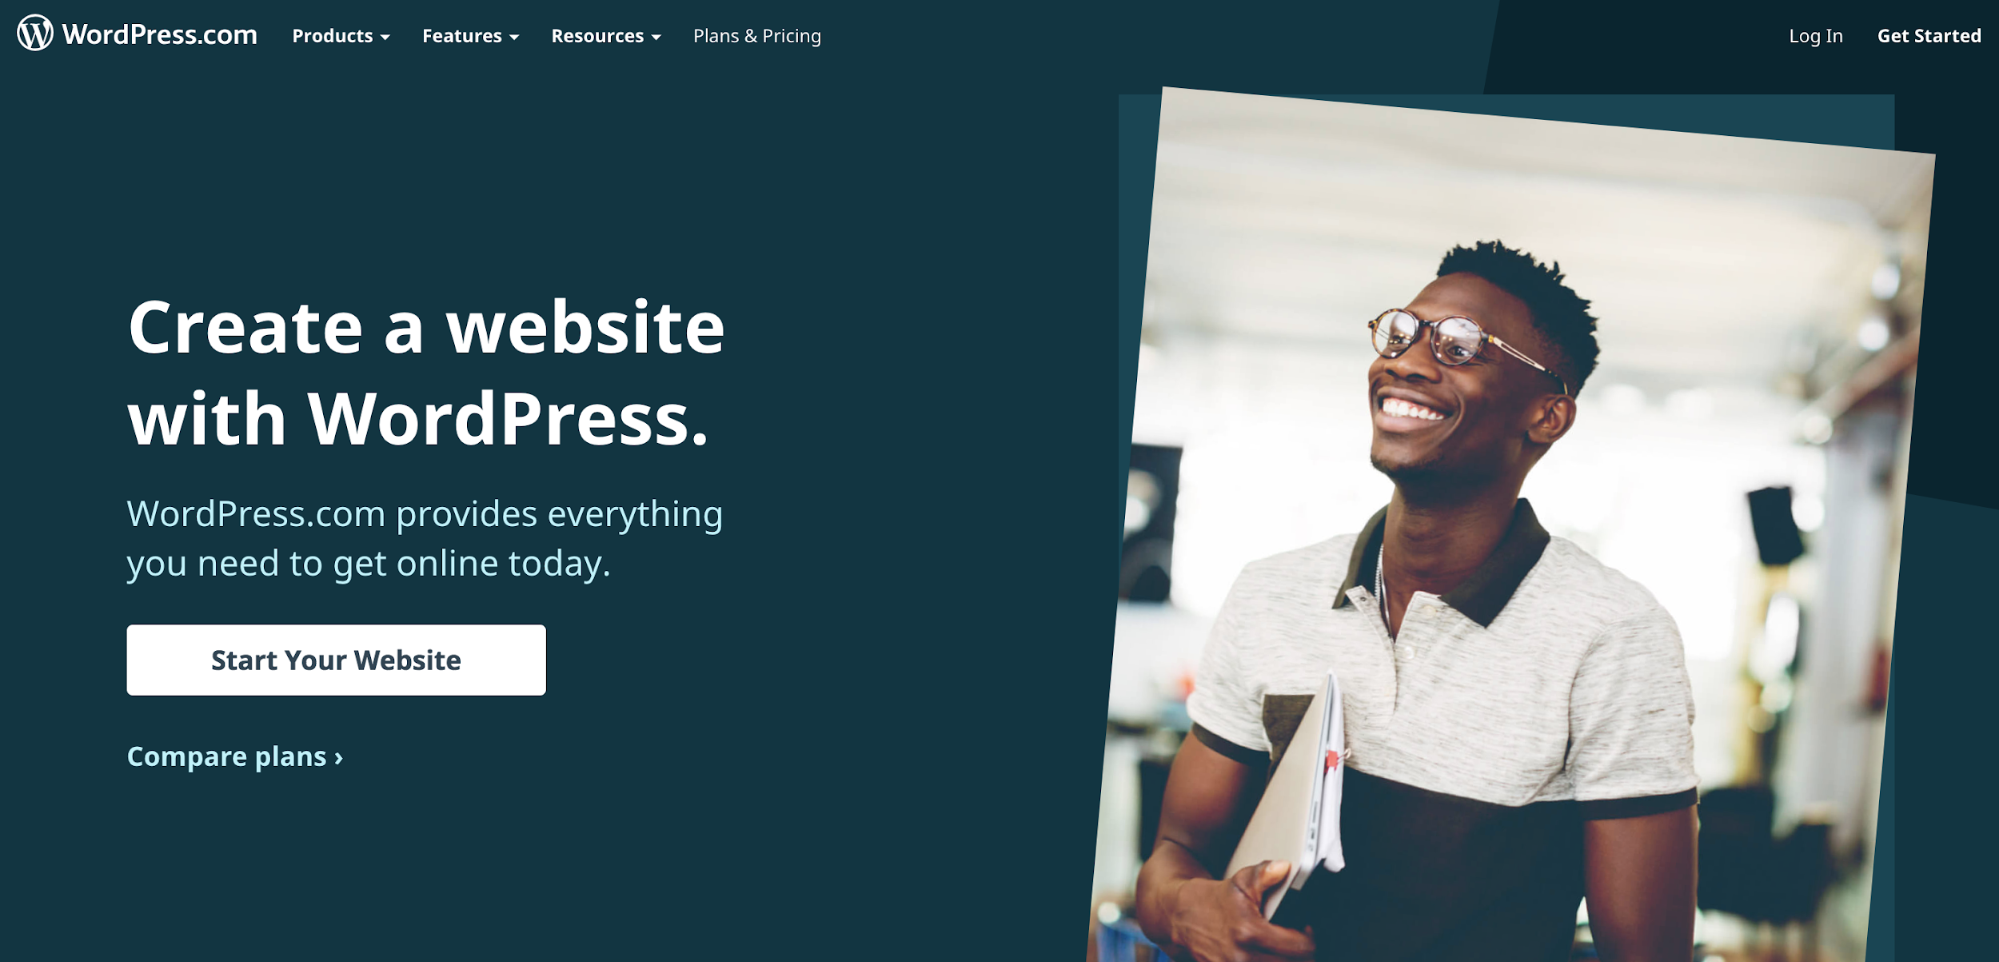 WordPress.com Products Features Resources Plans & Pricing Log In Get Started
Create a website
with WordPress.
WordPress.com provides everything
you need to get online today.
Start Your Website
Compare plans ›